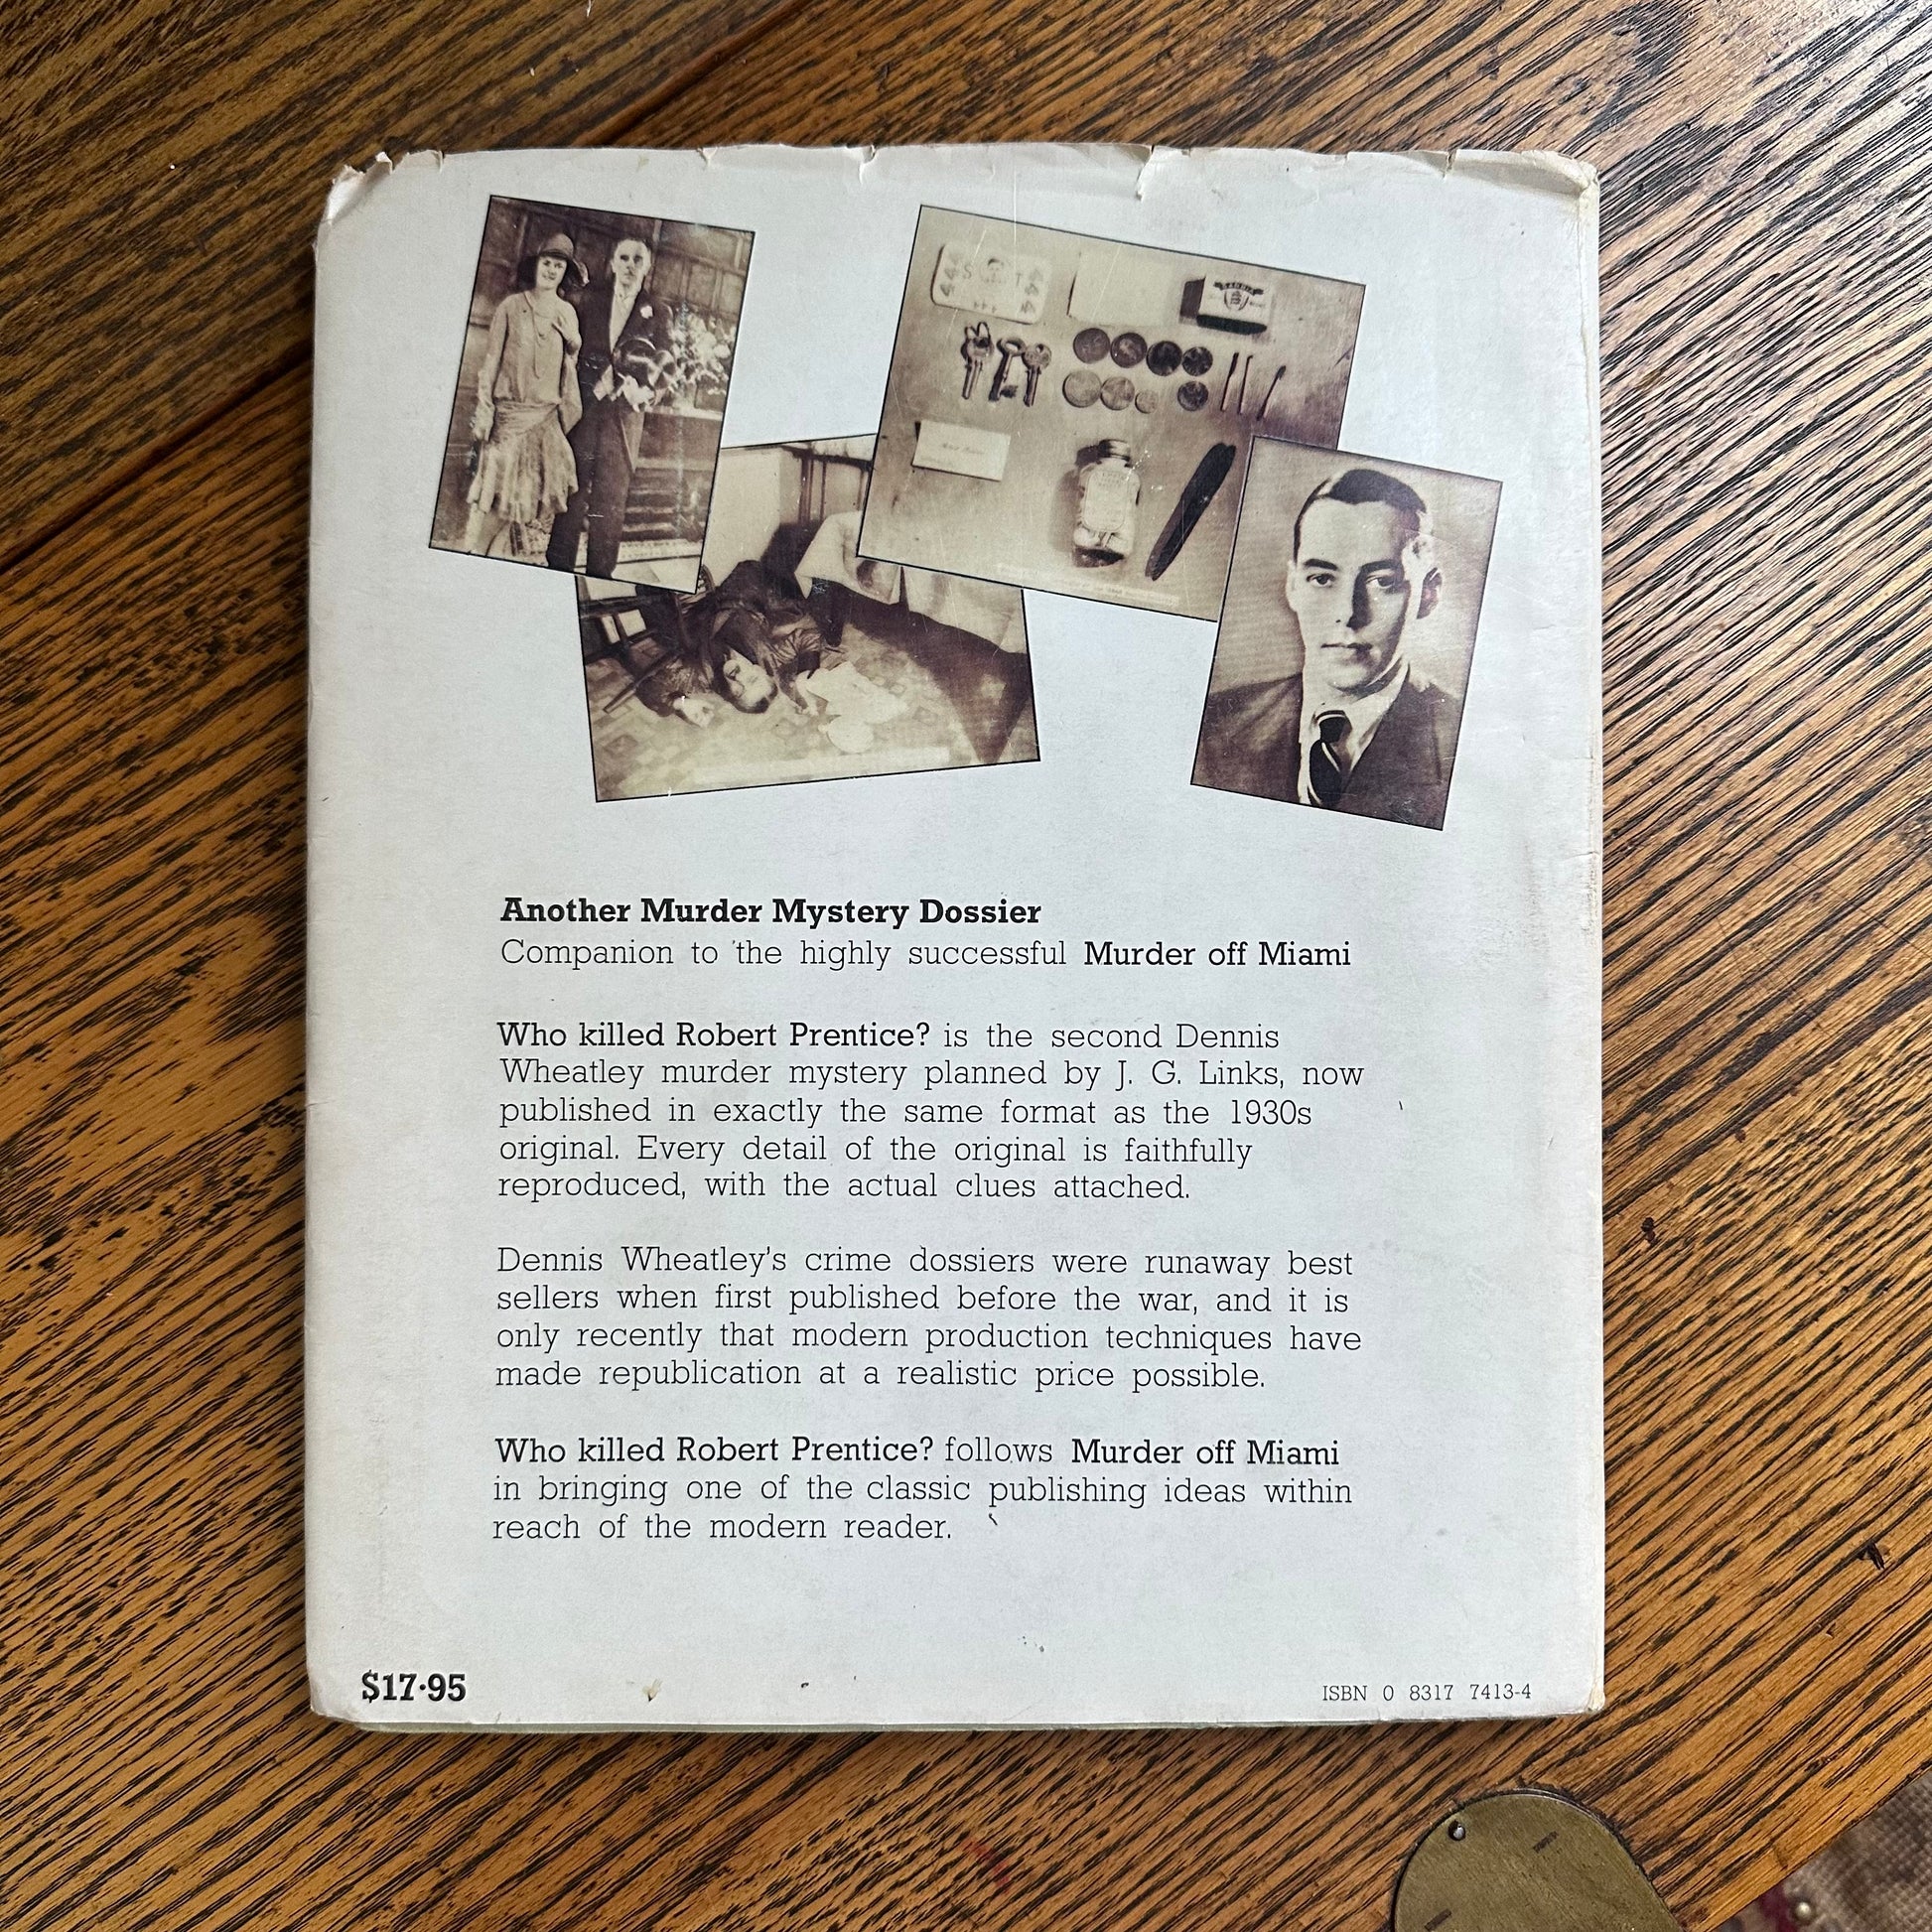 Another Murder Mystery Dossier
Companion to the highly successful Murder off Miami
Who killed Robert Prentice? is the second Dennis
Wheatley murder mystery planned by J. G. Links, now
published in exactly the same format as the 1930s
original. Every detail of the original is faithfully
reproduced, with the actual clues attached.
Dennis Wheatley's crime dossiers were runaway best
sellers when first published before the war, and it is
only recently that modern production techniques have
made republication at a realistic price possible.
Who killed Robert Prentice? follows Murder off Miami
in bringing one of the classic publishing ideas within
reach of the modern reader.
$17·95
ISBN 0 8317 7413-4